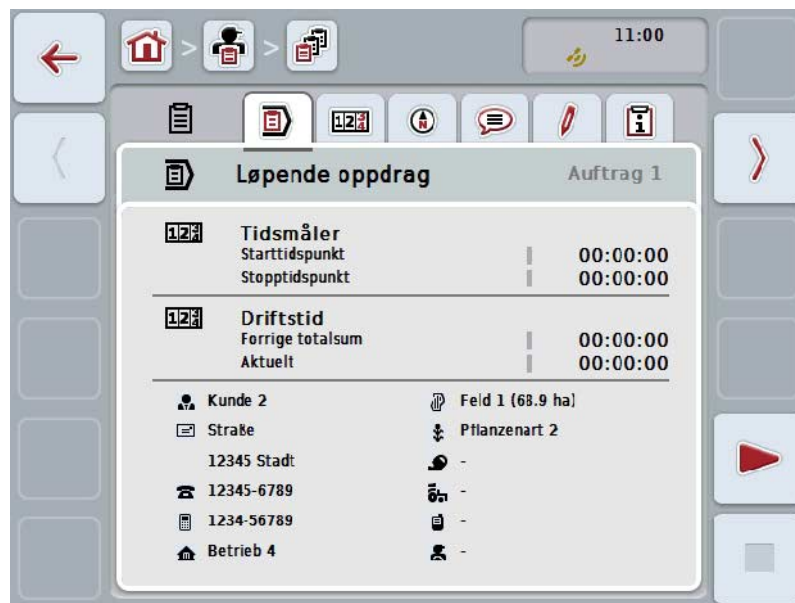 11:00
Løpende oppdrag
Auftrag 1
Tidsmåler
Starttidspunkt 00:00:00
Stopptidspunkt 00:00:00
Driftstid
Forrige totalsum 00:00:00
Aktuelt 00:00:00
Kunde 2
Feld 1 (68.9 ha)
Straße
Pflanzenart 2
12345 Stadt
-
12345-6789
-
1234-56789
-
Betrieb 4
-